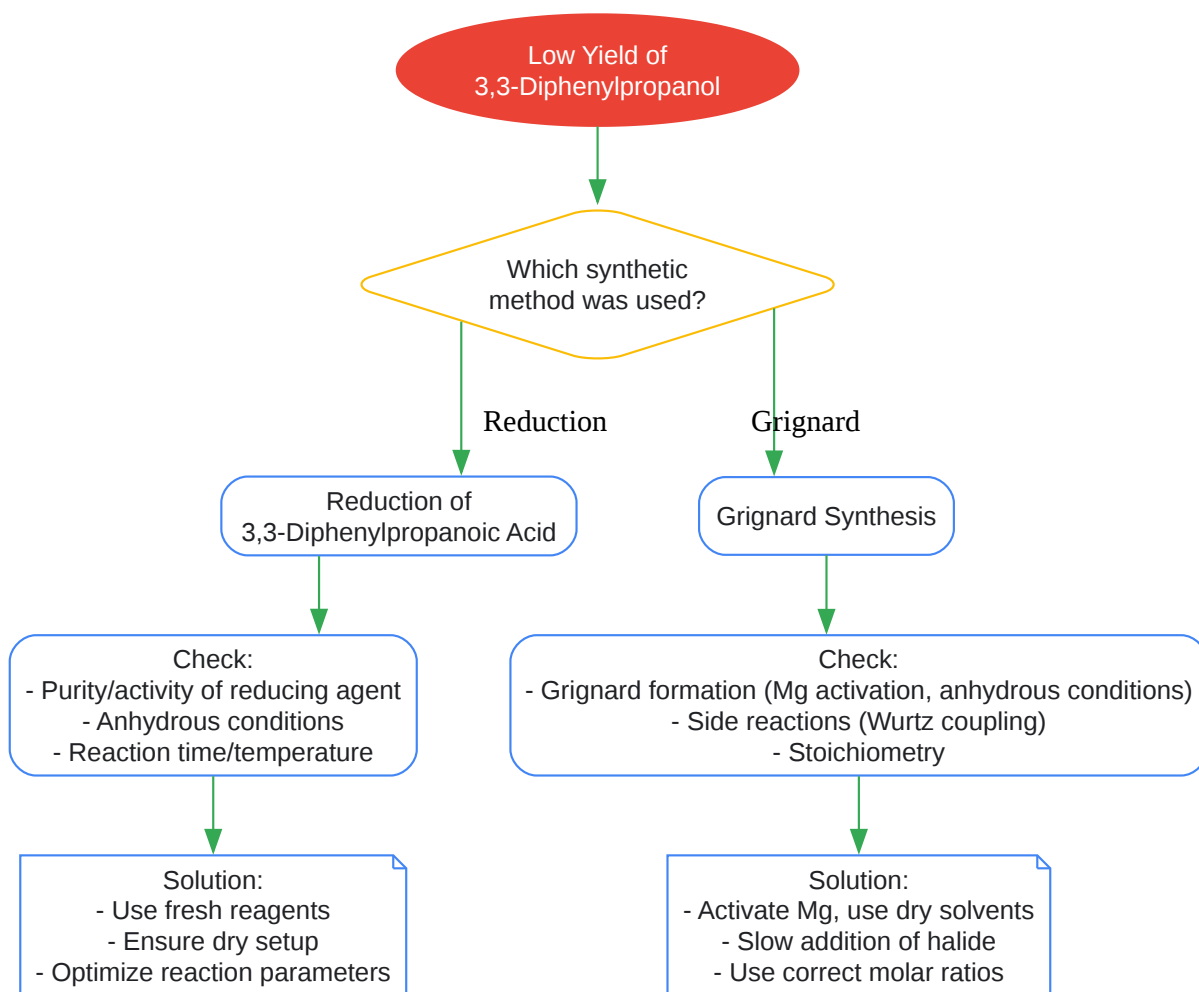 Low Yield of
3,3-Diphenylpropanol
Which synthetic
method was used?
Reduction
Grignard
Reduction of
3,3-Diphenylpropanoic Acid
Grignard Synthesis
Check:
- Purity/activity of reducing agent
- Anhydrous conditions
- Reaction time/temperature
Check:
- Grignard formation (Mg activation, anhydrous conditions)
- Side reactions (Wurtz coupling)
- Stoichiometry
Solution:
- Use fresh reagents
- Ensure dry setup
- Optimize reaction parameters
Solution:
- Activate Mg, use dry solvents
- Slow addition of halide
- Use correct molar ratios